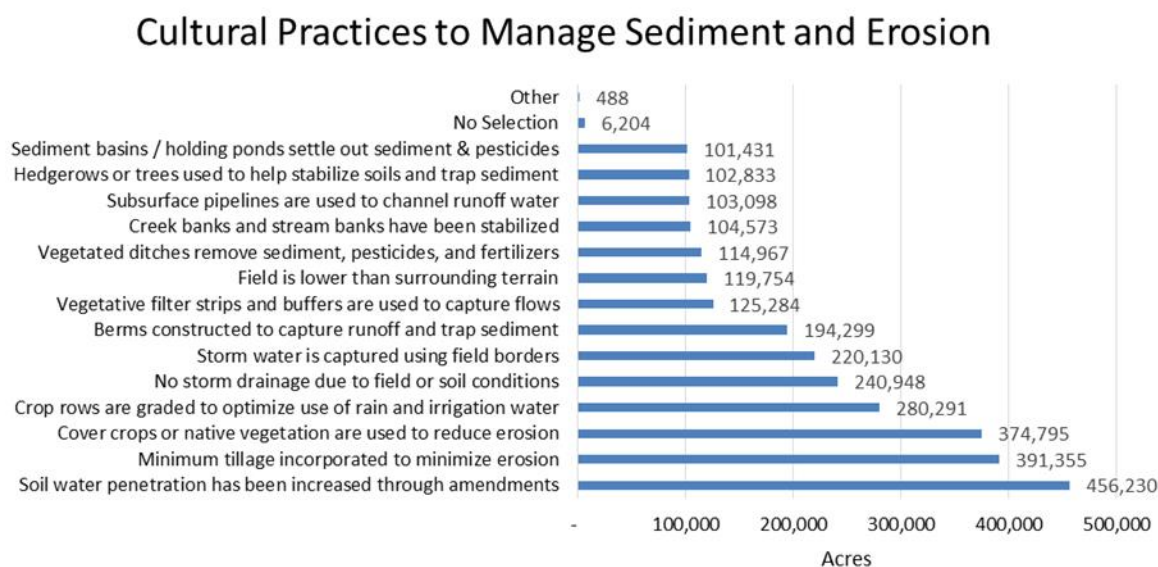 Cultural Practices to Manage Sediment and Erosion
Other 488
No Selection 6,204
Sediment basins / holding ponds settle out sediment & pesticides 101,431
Hedgerows or trees used to help stabilize soils and trap sediment 102,833
Subsurface pipelines are used to channel runoff water 103,098
Creek banks and stream banks have been stabilized 104,573
Vegetated ditches remove sediment, pesticides, and fertilizers 114,967
Field is lower than surrounding terrain 119,754
Vegetative filter strips and buffers are used to capture flows 125,284
Berms constructed to capture runoff and trap sediment 194,299
Storm water is captured using field borders 220,130
No storm drainage due to field or soil conditions 240,948
Crop rows are graded to optimize use of rain and irrigation water 280,291
Cover crops or native vegetation are used to reduce erosion 374,795
Minimum tillage incorporated to minimize erosion 391,355
Soil water penetration has been increased through amendments 456,230
- 100,000 200,000 300,000 400,000 500,000
Acres